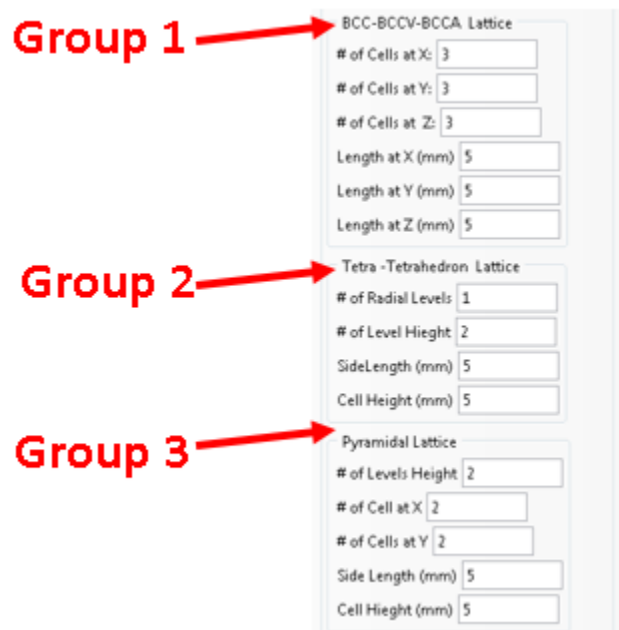 Group 1
BCC-BCCV-BCCA Lattice
# of Cells at X: 3
# of Cells at Y: 3
# of Cells at Z: 3
Length at X (mm) 5
Length at Y (mm) 5
Length at Z (mm) 5
Group 2
Tetra -Tetrahedron Lattice
# of Radial Levels 1
# of Level Hieght 2
SideLength (mm) 5
Cell Height (mm) 5
Group 3
Pyramidal Lattice
# of Levels Height 2
# of Cell at X 2
# of Cells at Y 2
Side Length (mm) 5
Cell Hieght (mm) 5